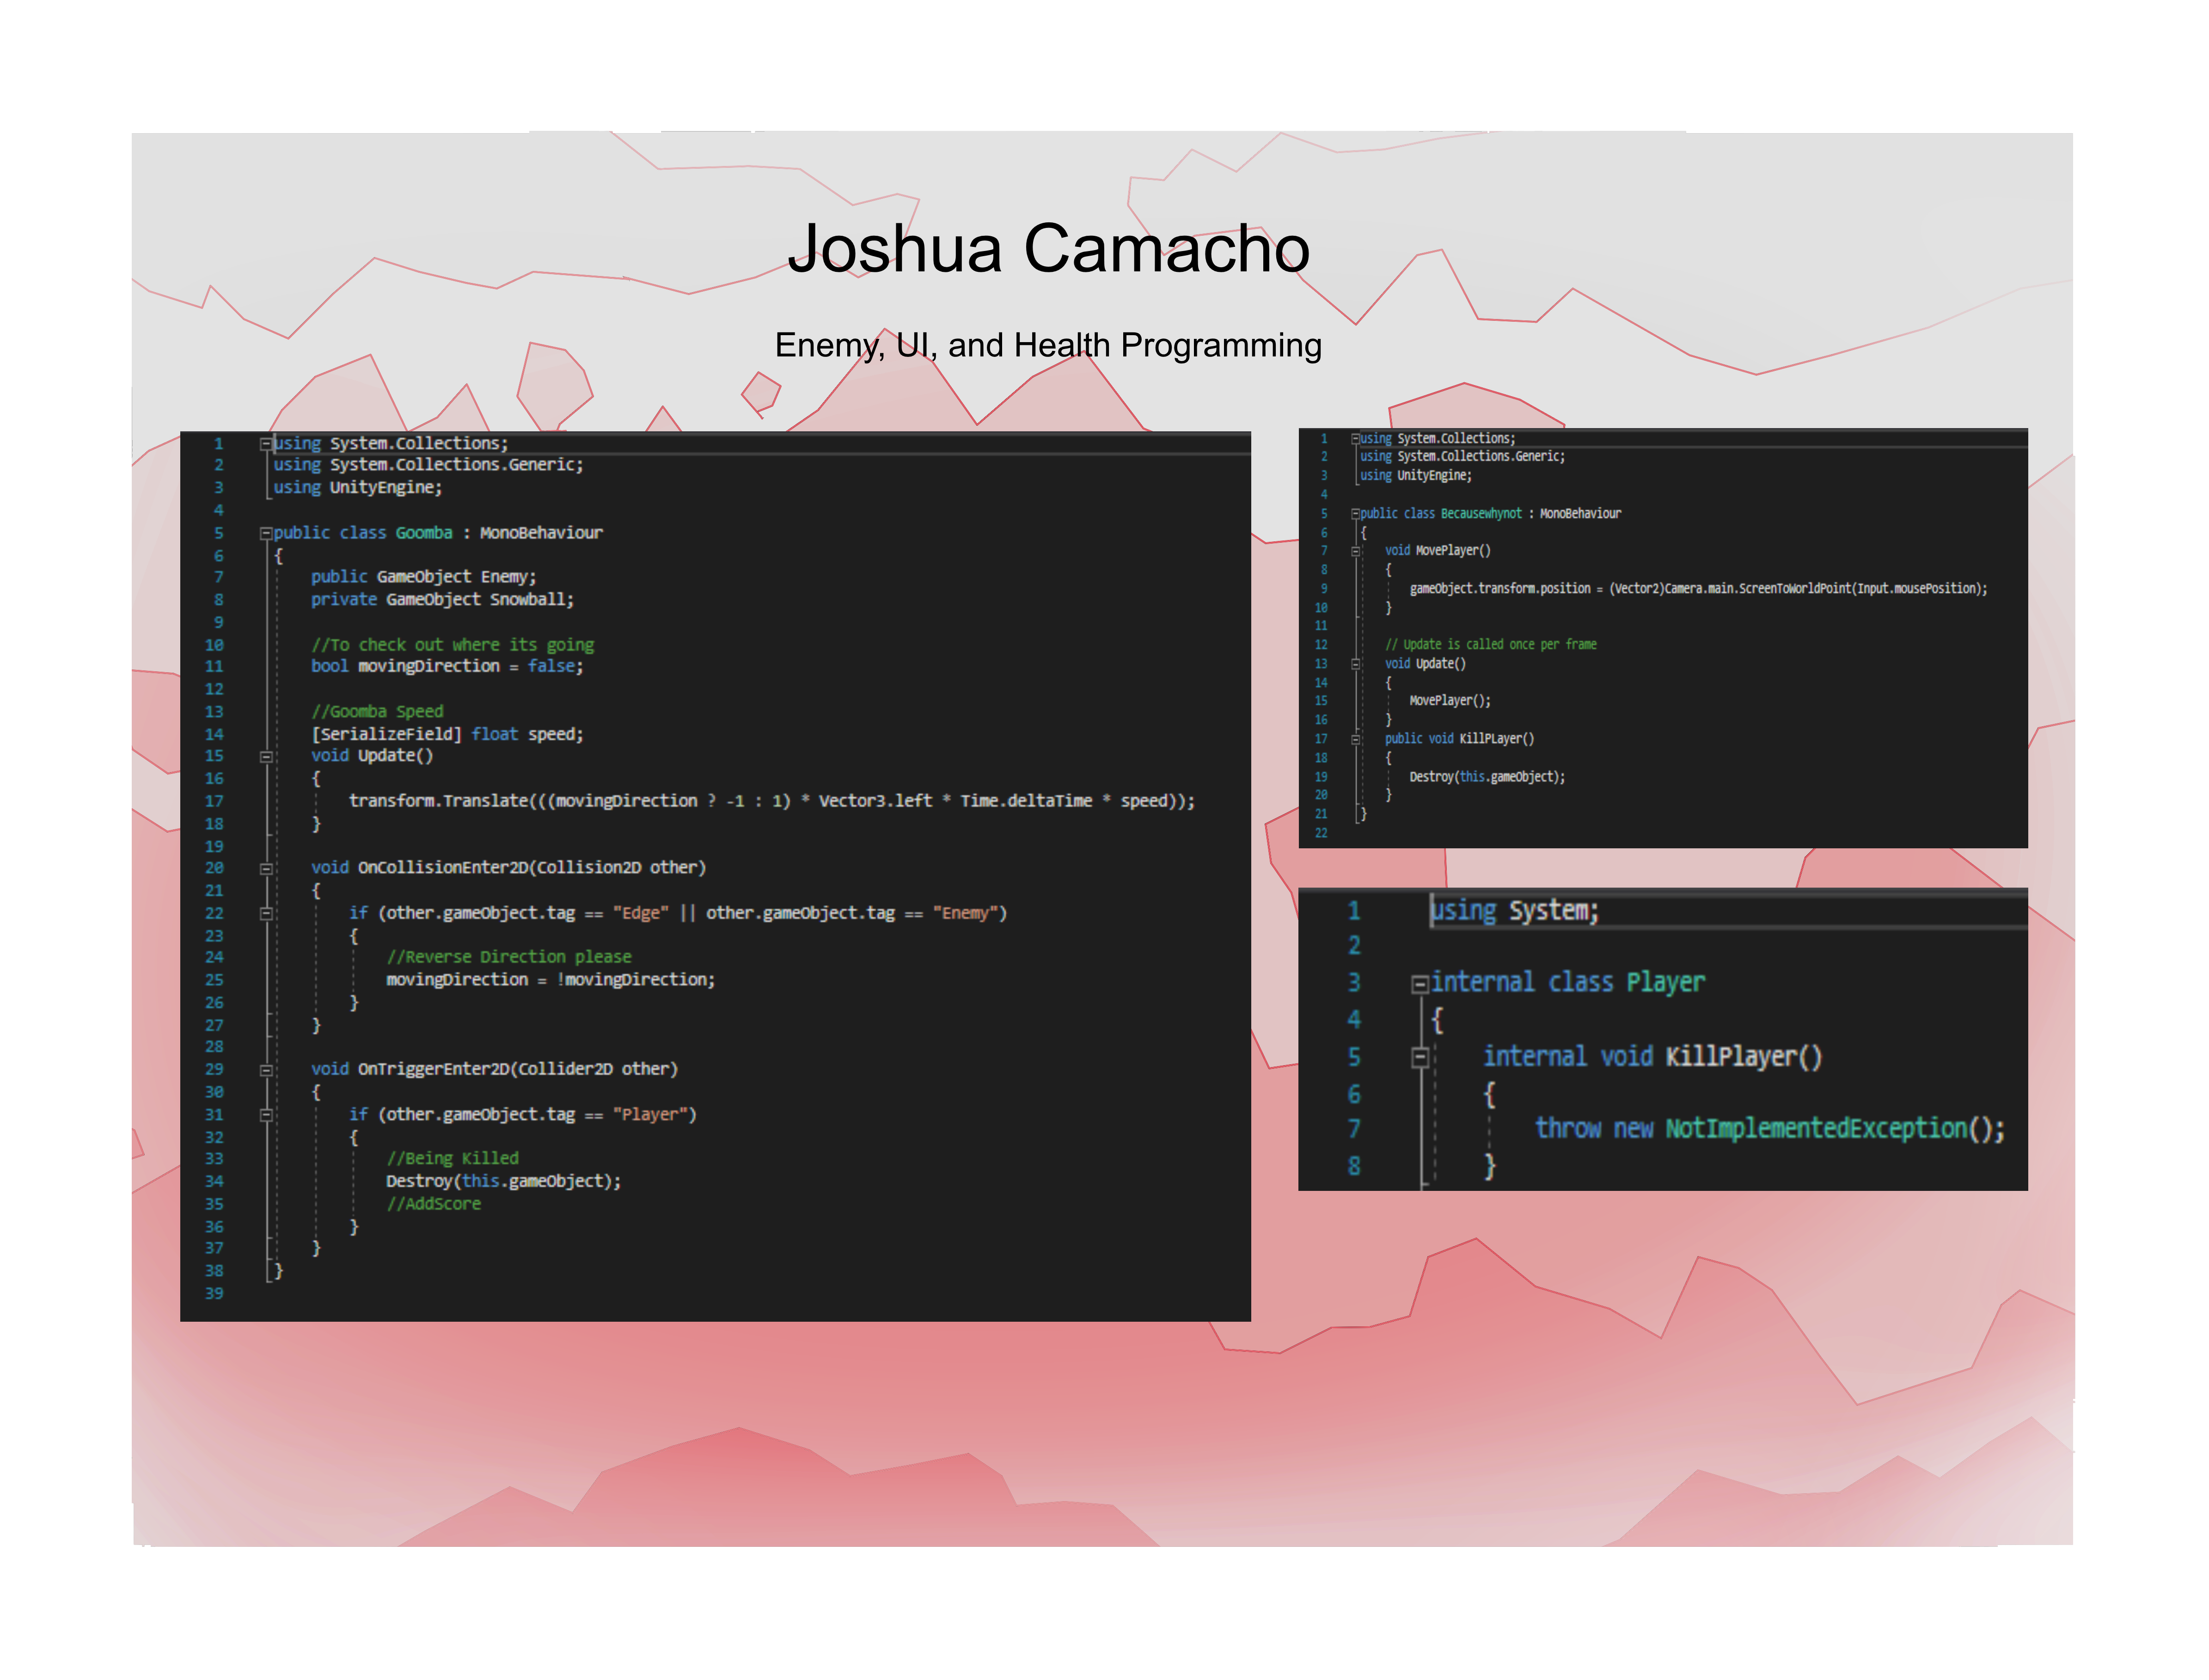 Joshua Camacho
Enemy, UI, and Health Programming
1 using System.Collections;
2 using System.Collections.Generic;
3 using UnityEngine;
4
5 public class Goomba : MonoBehaviour
6 {
7 public GameObject Enemy;
8 private GameObject Snowball;
9
10 //To check out where its going
11 bool movingDirection = false;
12
13 //Goomba Speed
14 [SerializeField] float speed;
15 void Update()
16 {
17 transform.Translate(((movingDirection ? -1 : 1) * Vector3.left * Time.deltaTime * speed));
18 }
19
20 void OnCollisionEnter2D(Collision2D other)
21 {
22 if (other.gameObject.tag == "Edge" || other.gameObject.tag == "Enemy")
23 {
24 //Reverse Direction please
25 movingDirection = !movingDirection;
26 }
27 }
28
29 void OnTriggerEnter2D(Collider2D other)
30 {
31 if (other.gameObject.tag == "Player")
32 {
33 //Being Killed
34 Destroy(this.gameObject);
35 //AddScore
36 }
37 }
38 }
39
1 using System.Collections;
2 using System.Collections.Generic;
3 using UnityEngine;
4
5 public class Becausewhynot : MonoBehaviour
6 {
7 void MovePlayer()
8 {
9 gameObject.transform.position = (Vector2)Camera.main.ScreenToWorldPoint(Input.mousePosition);
10 }
11
12 // Update is called once per frame
13 void Update()
14 {
15 MovePlayer();
16 }
17 public void KillPLayer()
18 {
19 Destroy(this.gameObject);
20 }
21 }
22
1 using System;
2
3 internal class Player
4 {
5 internal void KillPlayer()
6 {
7 throw new NotImplementedException();
8 }